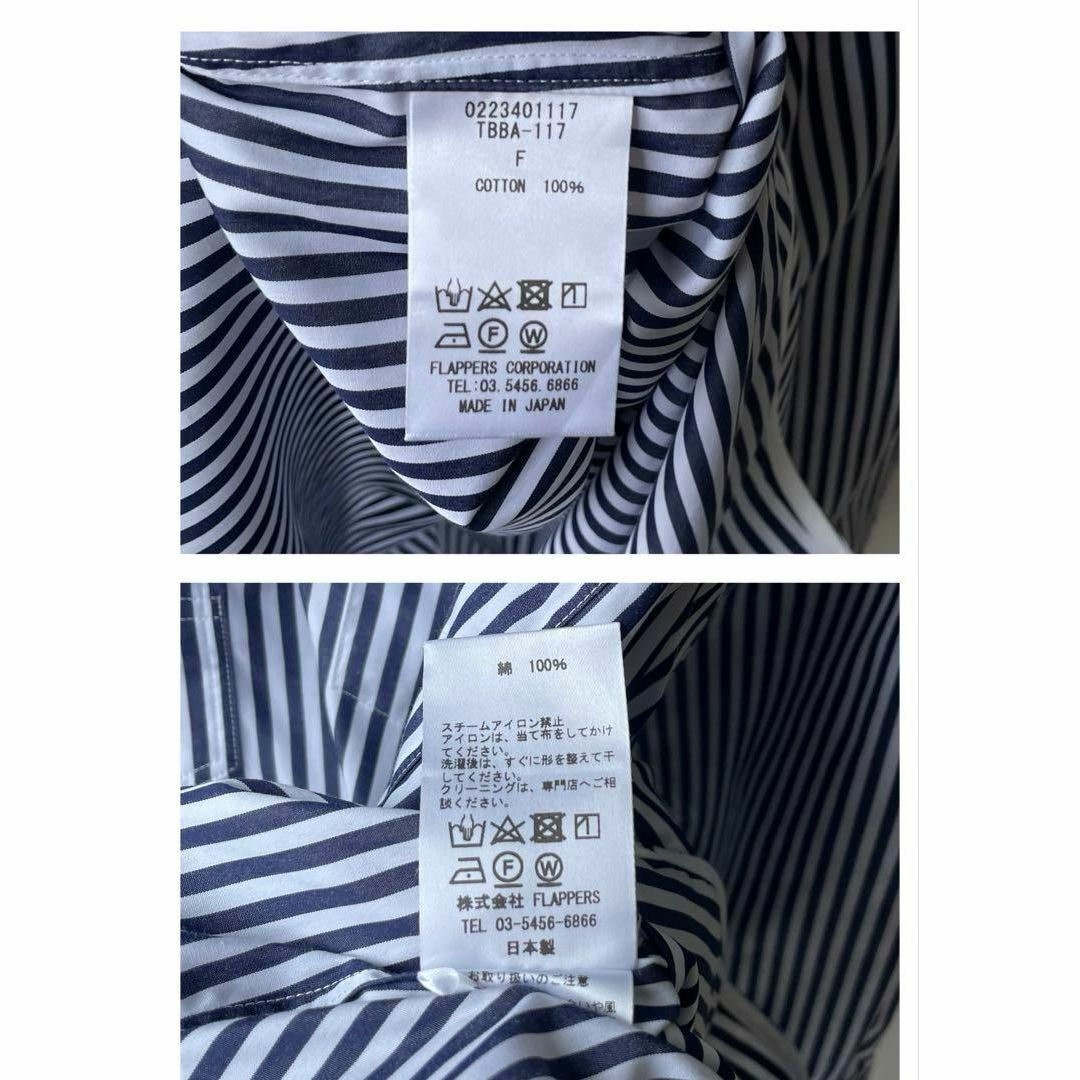 0223401117
TBBA-117
F
COTTON 100%
F W
FLAPPERS CORPORATION
TEL:03.5456.6866
MADE IN JAPAN
綿 100%
スチームアイロン禁止
アイロンは、当て布をしてかけ
てください。
洗濯後は、すぐに形を整えて干
してください。
クリーニングは、専門店へご相
談ください。
F W
株式会社 FLAPPERS
TEL 03-5456-6866
日本製
お取り扱いのご注意
いや風